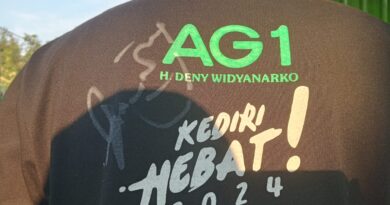 AG1
H. DENY WIDYANARKO
KEDIRI
HEBAT!
2024